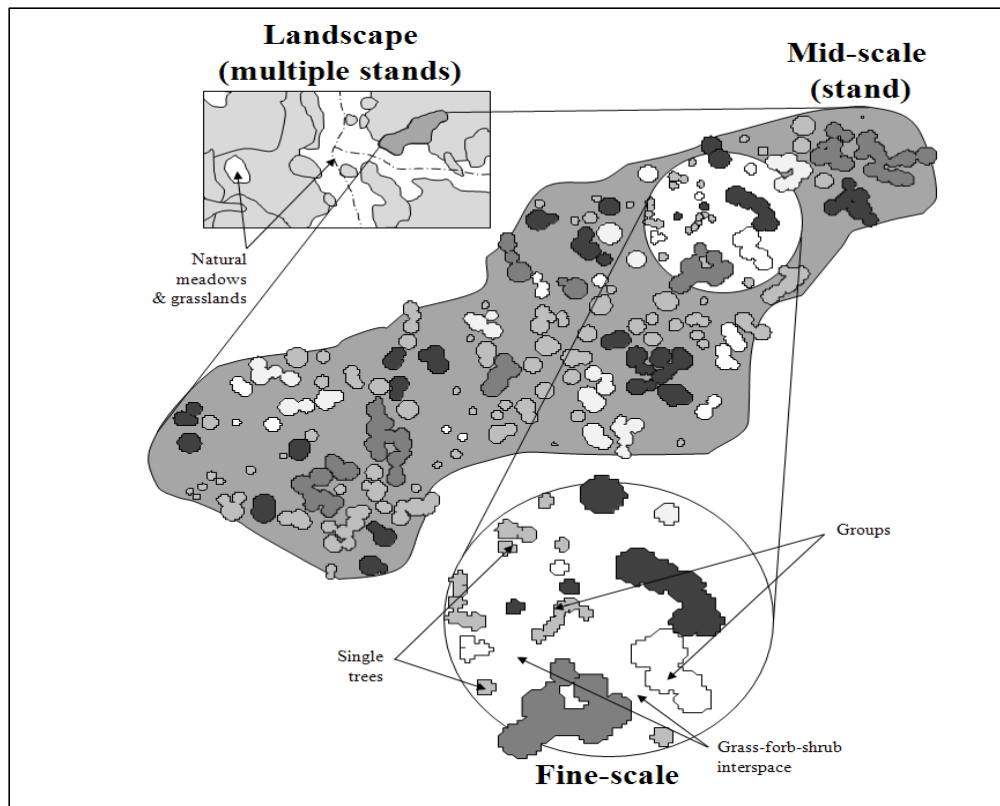 Landscape
(multiple stands)
Mid-scale
(stand)
Natural
meadows
& grasslands
Groups
Single
trees
Grass-forb-shrub
interspace
Fine-scale